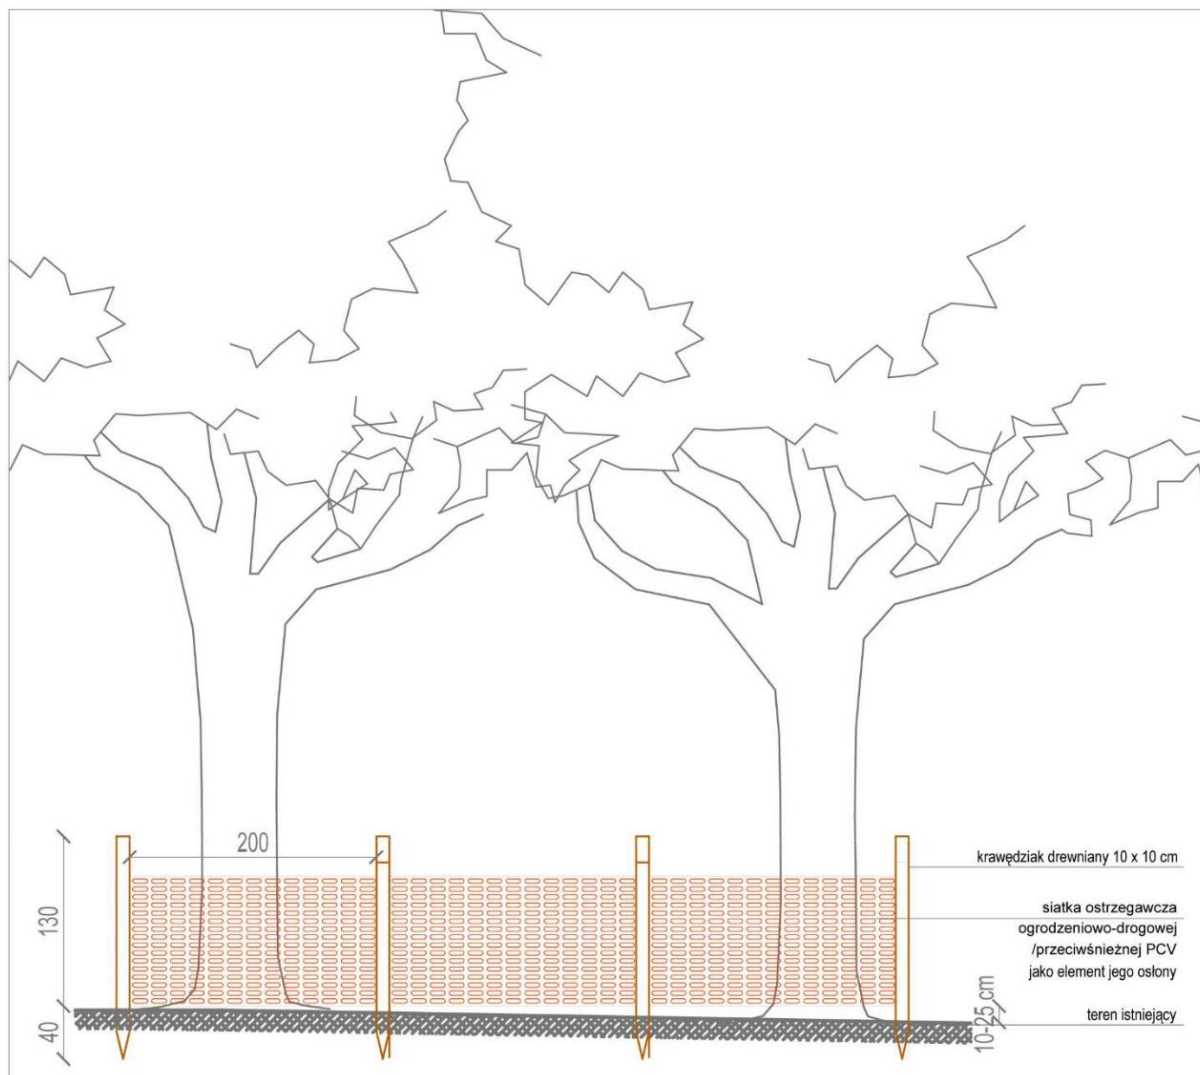 200
130
40
krawędziak drewniany 10 x 10 cm
siatka ostrzegawcza
ogrodzeniowo-drogowej
/przeciwśnieżnej PCV
jako element jego osłony
teren istniejący
10-25 cm